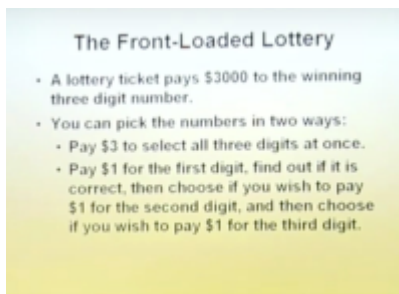 The Front-Loaded Lottery
• A lottery ticket pays $3000 to the winning
three digit number.
• You can pick the numbers in two ways:
• Pay $3 to select all three digits at once.
• Pay $1 for the first digit, find out if it is
correct, then choose if you wish to pay
$1 for the second digit, and then choose
if you wish to pay $1 for the third digit.